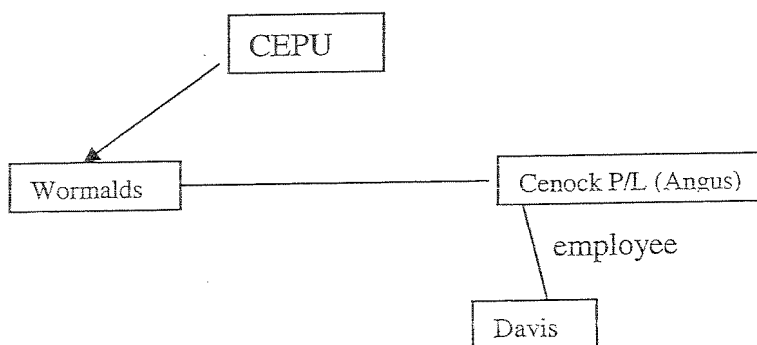 CEPU
Wormalds
Cenock P/L (Angus)
employee
Davis